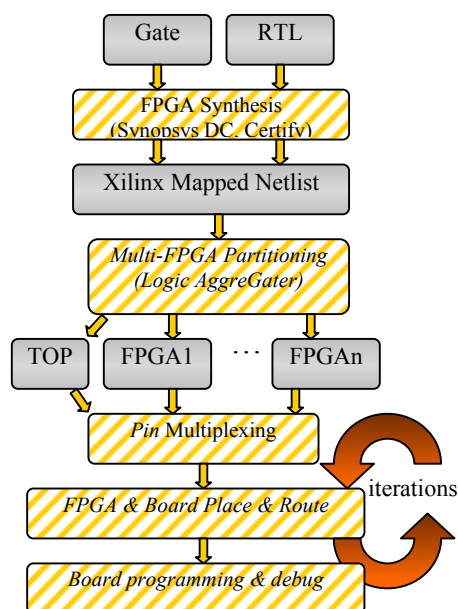 Gate RTL
FPGA Synthesis
(Synopsys DC, Certify)
Xilinx Mapped Netlist
Multi-FPGA Partitioning
(Logic AggreGater)
TOP FPGA1 ... FPGAn
Pin Multiplexing
iterations
FPGA & Board Place & Route
Board programming & debug